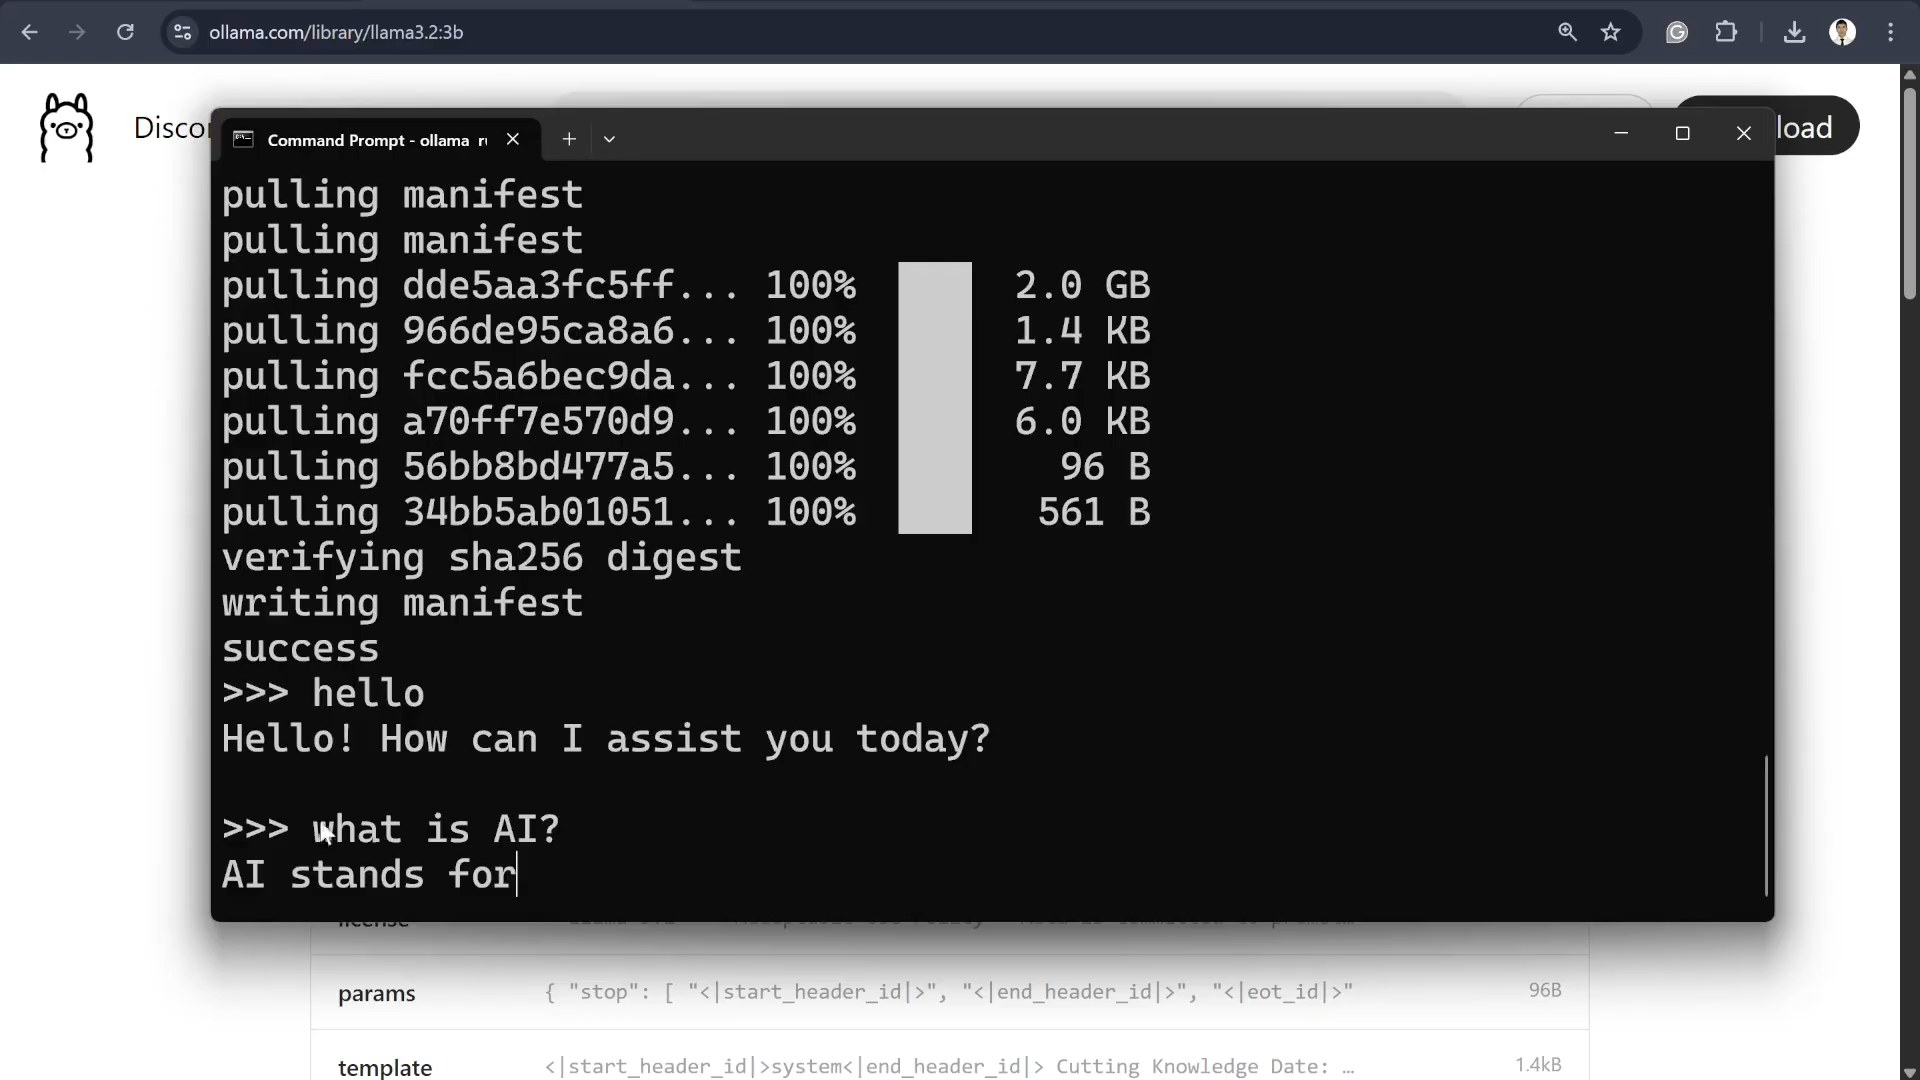 ollama.com/library/llama3.2:3b
load
Command Prompt - ollama
pulling manifest
pulling manifest
pulling dde5aa3fc5ff... 100% 2.0 GB
pulling 966de95ca8a6... 100% 1.4 KB
pulling fcc5a6bec9da... 100% 7.7 KB
pulling a70ff7e570d9... 100% 6.0 KB
pulling 56bb8bd477a5... 100% 96 B
pulling 34bb5ab01051... 100% 561 B
verifying sha256 digest
writing manifest
success
>>> hello
Hello! How can I assist you today?
>>> what is AI?
AI stands for
license
params { "stop": [ "<|start_header_id|>", "<|end_header_id|>", "<|eot_id|>" 96B
template <|start_header_id|>system<|end_header_id|> Cutting Knowledge Date: … 1.4kB